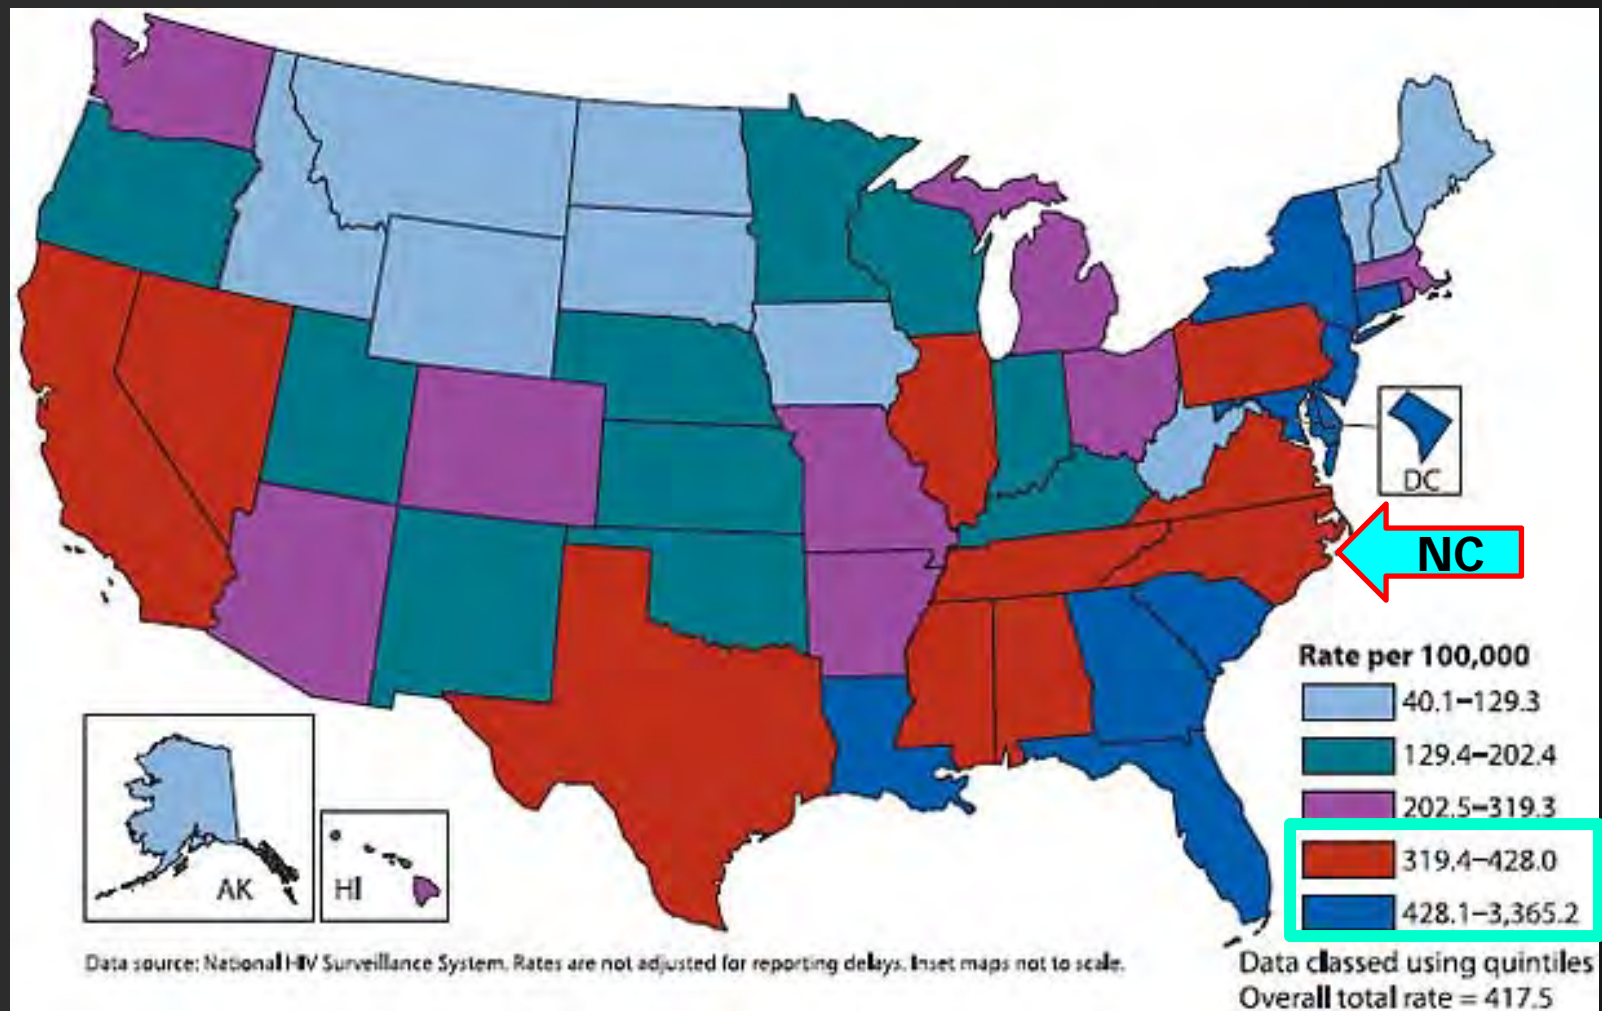 DC
NC
Rate per 100,000
40.1–129.3
129.4–202.4
202.5–319.3
319.4–428.0
428.1–3,365.2
AK
HI
Data source: National HIV Surveillance System. Rates are not adjusted for reporting delays. Inset maps not to scale.
Data classed using quintiles
Overall total rate = 417.5